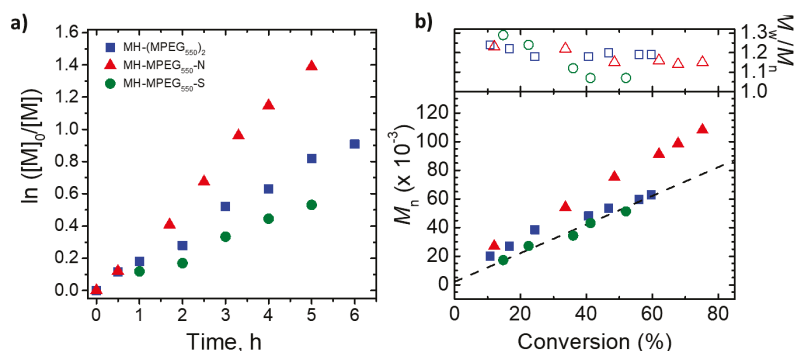 a)
MH-(MPEG₅₅₀)₂
MH-MPEG₅₅₀-N
MH-MPEG₅₅₀-S
ln ([M]₀/[M])
1.6
1.4
1.2
1.0
0.8
0.6
0.4
0.2
0.0
0 1 2 3 4 5 6
Time, h
b)
1.3
1.2
1.1
1.0
Mw/Mn
Mn (x 10⁻³)
120
100
80
60
40
20
0
0 20 40 60 80
Conversion (%)